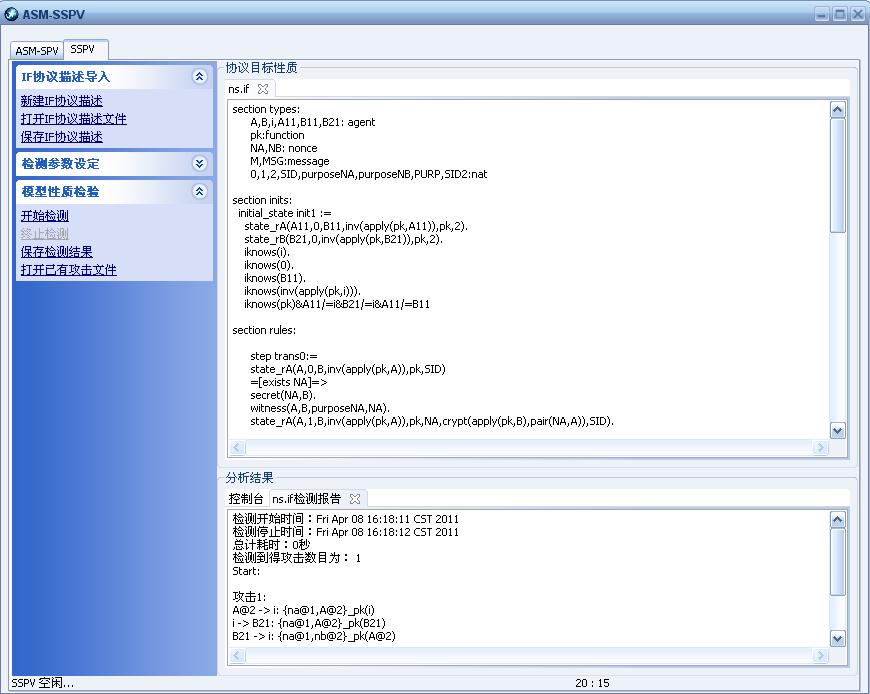 ASM-SSPV
ASM-SPV
SSPV
IF协议描述导入
新建IF协议描述
打开IF协议描述文件
保存IF协议描述
检测参数设定
模型性质检验
开始检测
终止检测
保存检测结果
打开已有攻击文件
协议目标性质
ns.if
section types:
A,B,i,A11,B11,B21: agent
pk:function
NA,NB: nonce
M,MSG:message
0,1,2,SID,purposeNA,purposeNB,PURP,SID2:nat
section inits:
initial_state init1 :=
state_rA(A11,0,B11,inv(apply(pk,A11)),pk,2).
state_rB(B21,0,inv(apply(pk,B21)),pk,2).
iknows(i).
iknows(0).
iknows(B11).
iknows(inv(apply(pk,i))).
iknows(pk)&A11/=i&B21/=i&A11/=B11
section rules:
step trans0:=
state_rA(A,0,B,inv(apply(pk,A)),pk,SID)
=[exists NA]=>
secret(NA,B).
witness(A,B,purposeNA,NA).
state_rA(A,1,B,inv(apply(pk,A)),pk,NA,crypt(apply(pk,B),pair(NA,A)),SID).
分析结果
控制台
ns.if检测报告
检测开始时间：Fri Apr 08 16:18:11 CST 2011
检测停止时间：Fri Apr 08 16:18:12 CST 2011
总计耗时：0秒
检测到得攻击数目为： 1
Start:
攻击1:
A@2 -> i: {na@1,A@2}_pk(i)
i -> B21: {na@1,A@2}_pk(B21)
B21 -> i: {na@1,nb@2}_pk(A@2)
SSPV 空闲...
20：15